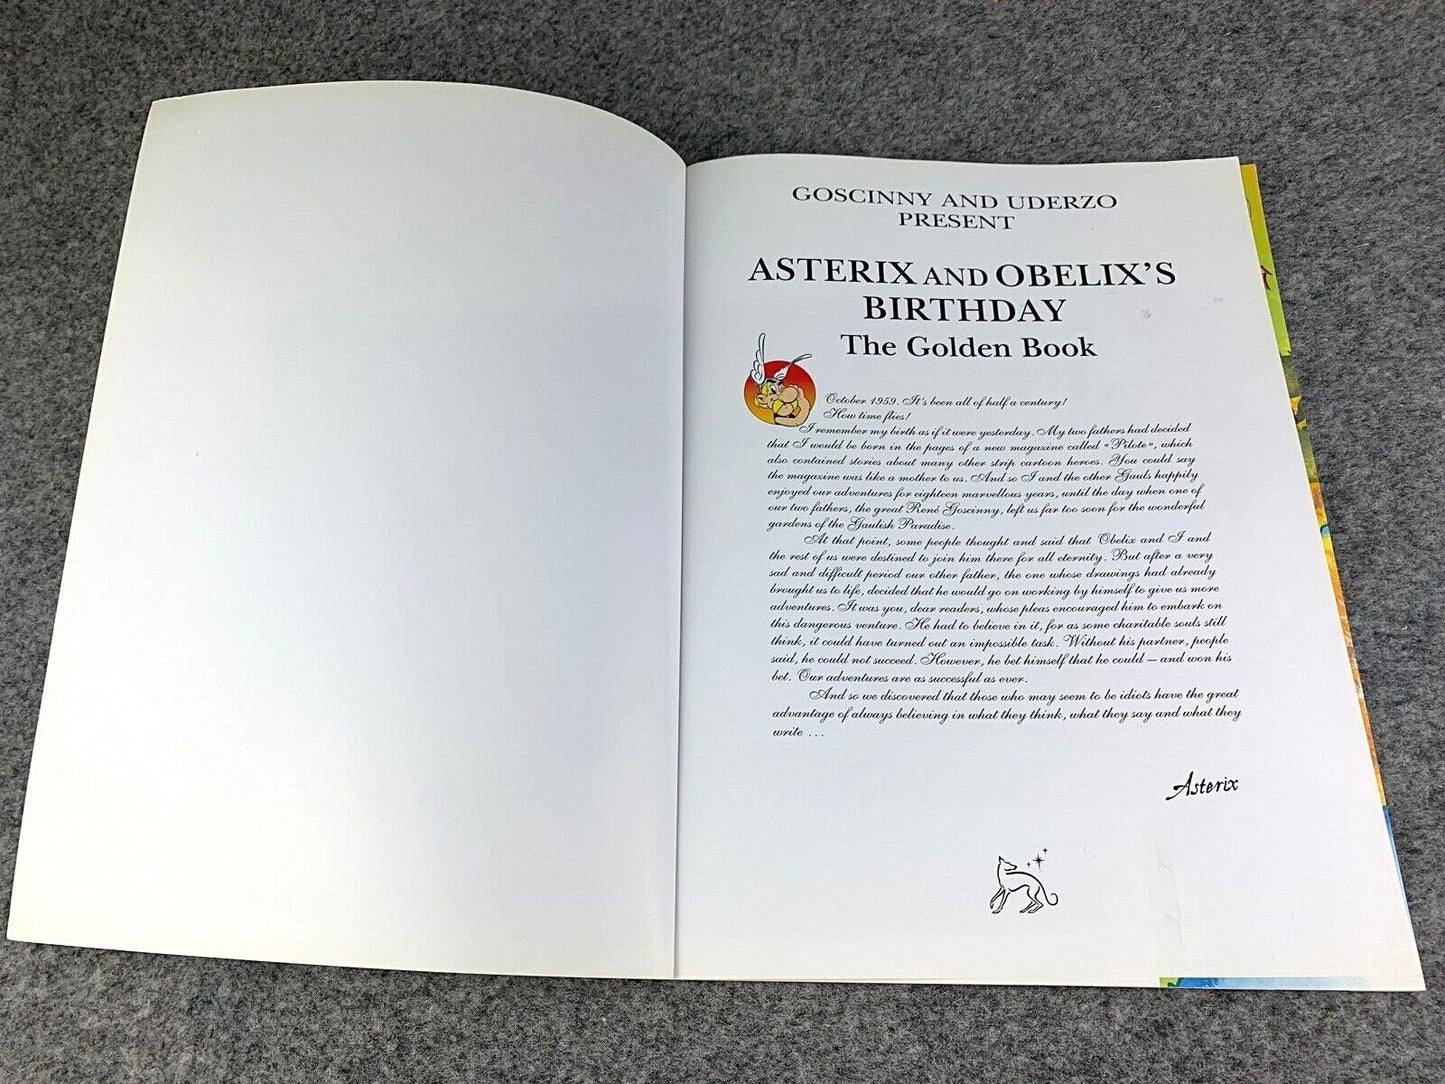 GOSCINNY AND UDERZO
PRESENT
ASTERIX AND OBELIX'S
BIRTHDAY
The Golden Book
October 1959. It's been all of half a century!
How time flies!
I remember my birth as if it were yesterday. My two fathers had decided
that I would be born in the pages of a new magazine called «Pilote», which
also contained stories about many other strip cartoon heroes. You could say
the magazine was like a mother to us. And so I and the other Gauls happily
enjoyed our adventures for eighteen marvellous years, until the day when one of
our two fathers, the great René Goscinny, left us far too soon for the wonderful
gardens of the Gaulish Paradise.
At that point, some people thought and said that Obelix and I and
the rest of us were destined to join him there for all eternity. But after a very
sad and difficult period our other father, the one whose drawings had already
brought us to life, decided that he would go on working by himself to give us more
adventures. It was you, dear readers, whose pleas encouraged him to embark on
this dangerous venture. He had to believe in it, for as some charitable souls still
think, it could have turned out an impossible task. Without his partner, people
said, he could not succeed. However, he bet himself that he could — and won his
bet. Our adventures are as successful as ever.
And so we discovered that those who may seem to be idiots have the great
advantage of always believing in what they think, what they say and what they
write ...
Asterix